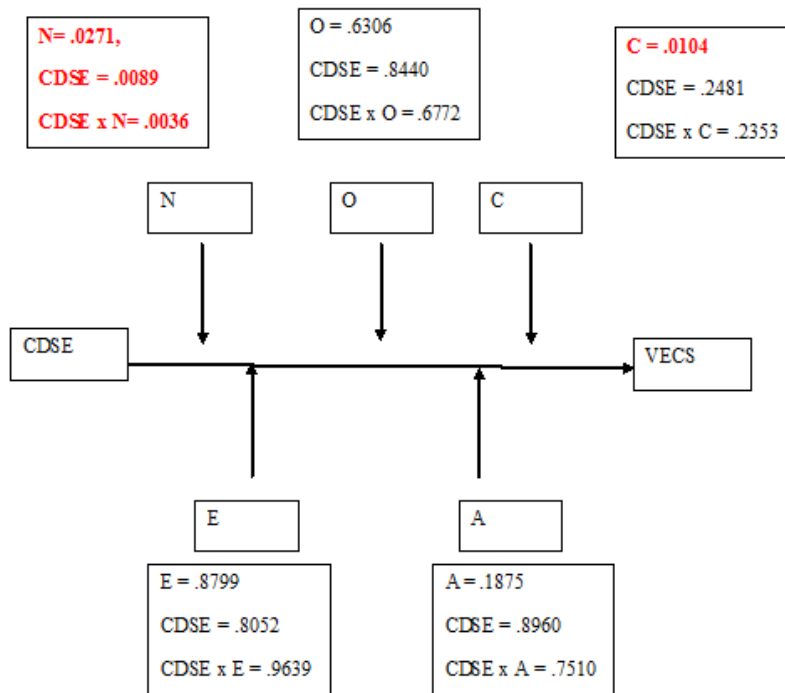 N= .0271,
CDSE = .0089
CDSE x N= .0036
O = .6306
CDSE = .8440
CDSE x O = .6772
C = .0104
CDSE = .2481
CDSE x C = .2353
N
O
C
CDSE
VECS
E
A
E = .8799
CDSE = .8052
CDSE x E = .9639
A = .1875
CDSE = .8960
CDSE x A = .7510